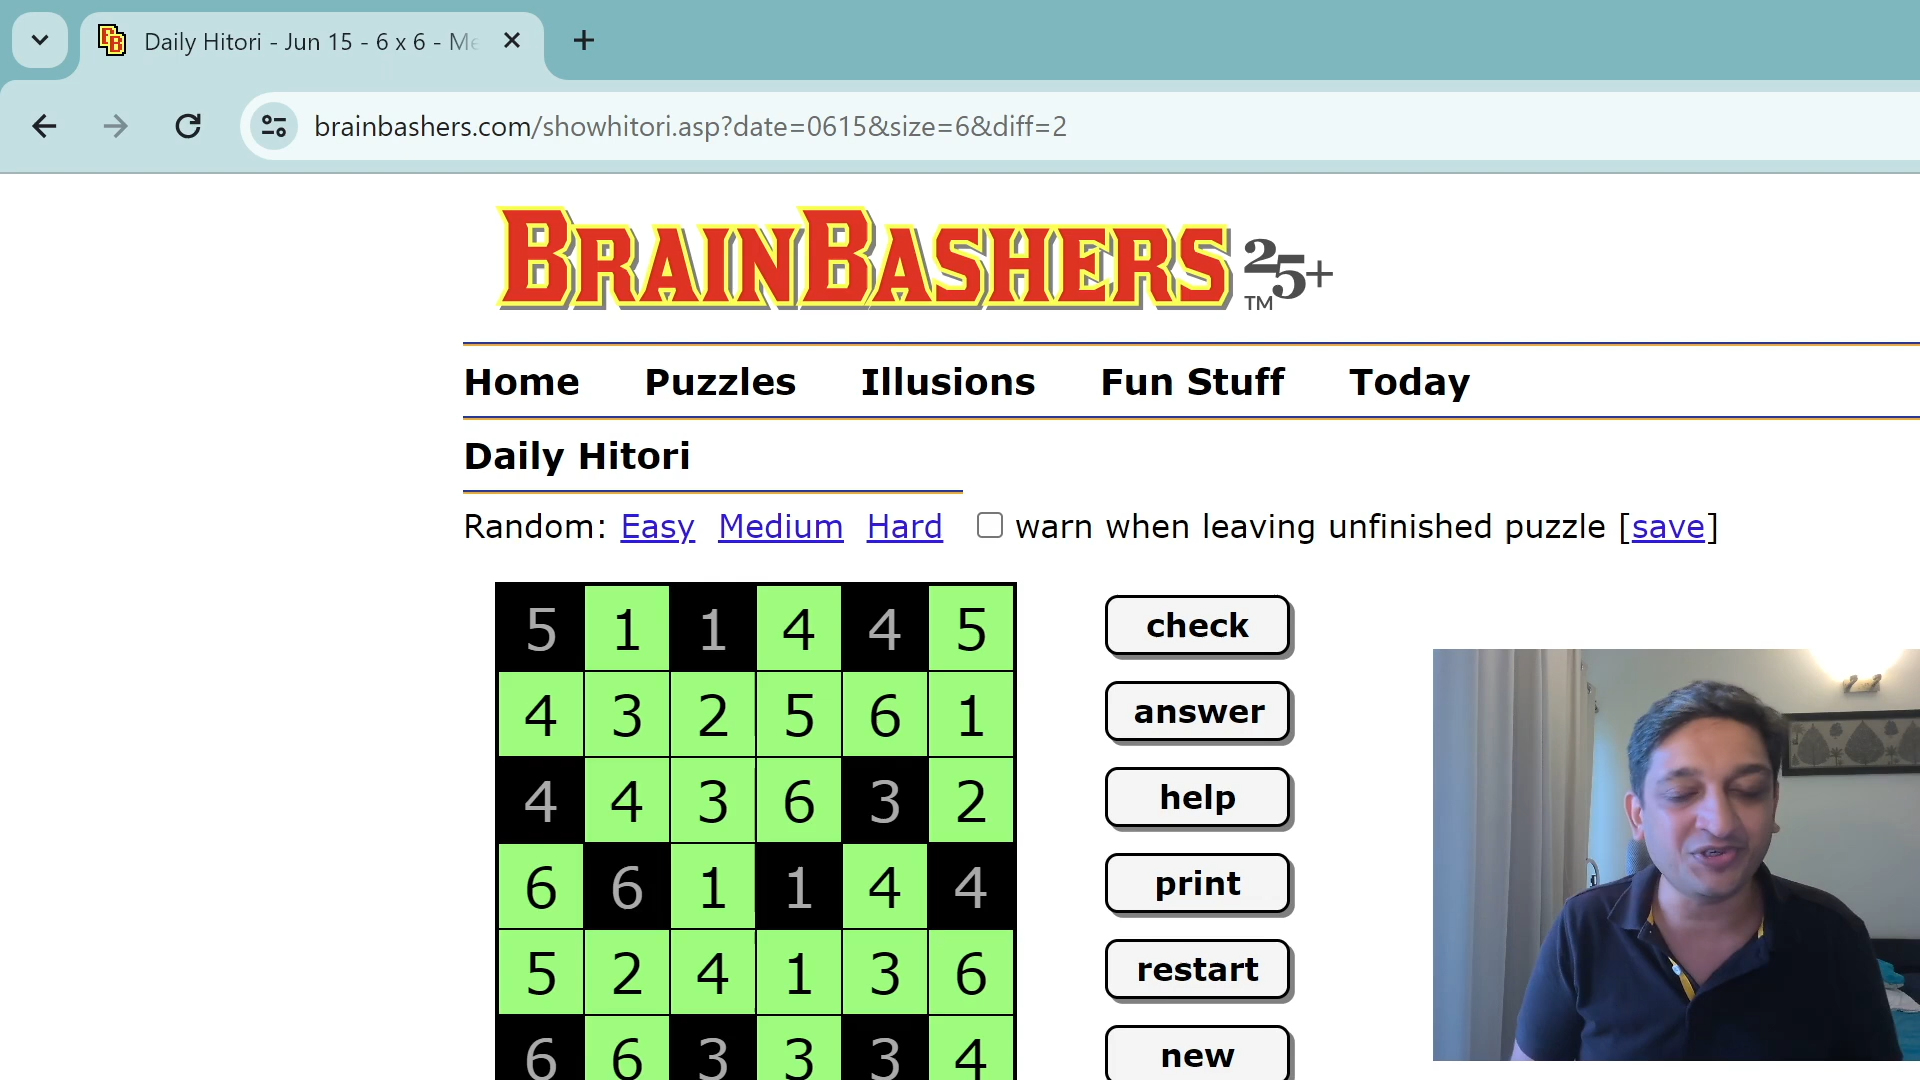 Daily Hitori - Jun 15 - 6 x 6 - Me
brainbashers.com/showhitori.asp?date=0615&size=6&diff=2
BRAINBASHERS 25+
TM
Home Puzzles Illusions Fun Stuff Today
Daily Hitori
Random: Easy Medium Hard warn when leaving unfinished puzzle [save]
5 1 1 4 4 5
4 3 2 5 6 1
4 4 3 6 3 2
6 6 1 1 4 4
5 2 4 1 3 6
6 6 3 3 3 4
check
answer
help
print
restart
new